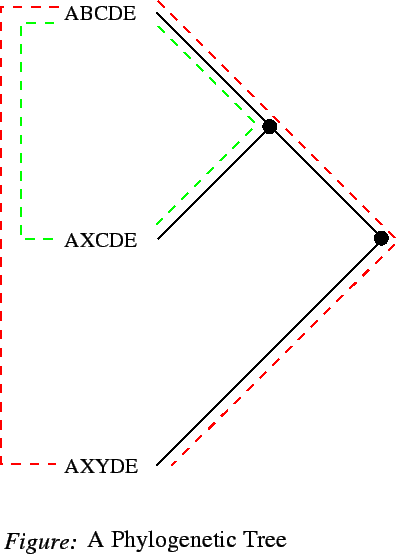 ABCDE
AXCDE
AXYDE
Figure: A Phylogenetic Tree